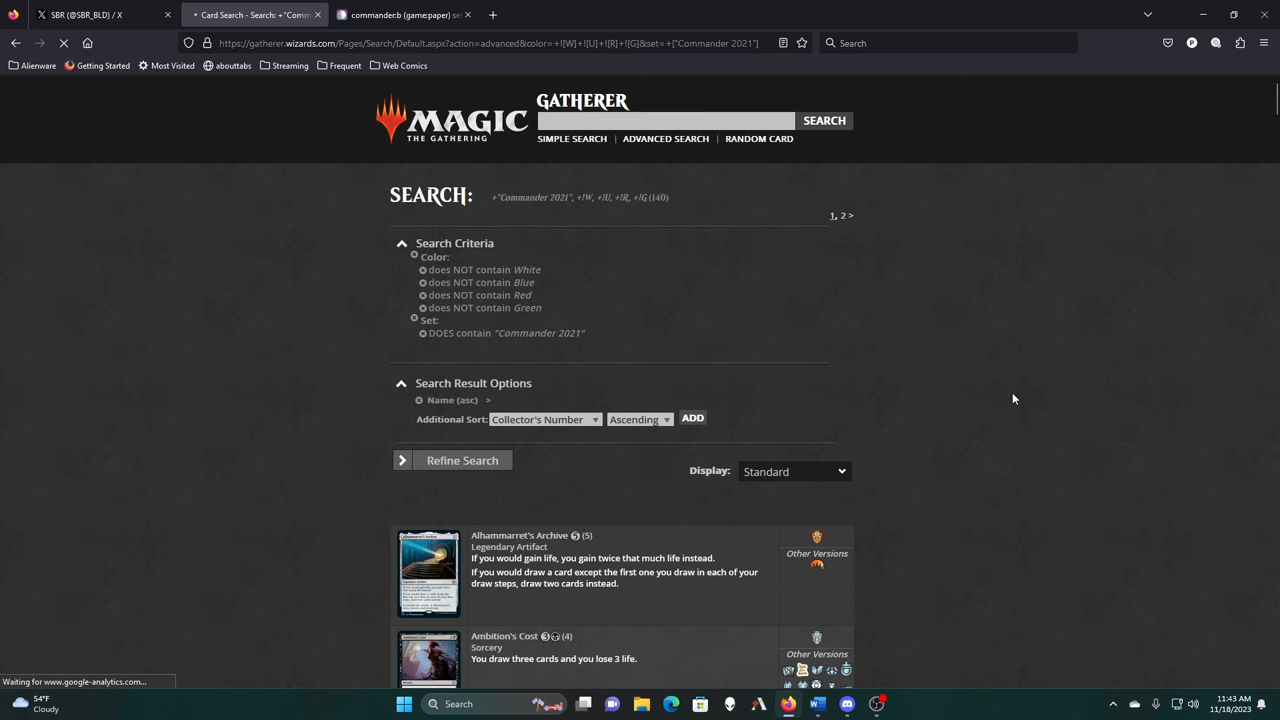 SBR (@SBR_BLD) / X
Card Search - Search: +"Comm
commander:b (game:paper) se
https://gatherer.wizards.com/Pages/Search/Default.aspx?action=advanced&color= +![W]+![U]+![R]+![G]&set= +["Commander 2021"]
Search
Alienware
Getting Started
Most Visited
abouttabs
Streaming
Frequent
Web Comics
MAGIC
THE GATHERING
GATHERER
SEARCH
SIMPLE SEARCH | ADVANCED SEARCH | RANDOM CARD
SEARCH: +"Commander 2021", +!W, +!U, +!R, +!G (140)
1, 2 >
Search Criteria
Color:
does NOT contain White
does NOT contain Blue
does NOT contain Red
does NOT contain Green
Set:
DOES contain "Commander 2021"
Search Result Options
Name (asc) >
Additional Sort: Collector's Number Ascending ADD
Refine Search
Display: Standard
Alhammarret's Archive 5 (5)
Legendary Artifact
If you would gain life, you gain twice that much life instead.
If you would draw a card except the first one you draw in each of your
draw steps, draw two cards instead.
Other Versions
Ambition's Cost 3 (4)
Sorcery
You draw three cards and you lose 3 life.
Other Versions
Waiting for www.google-analytics.com...
54°F
Cloudy
Search
11:43 AM
11/18/2023